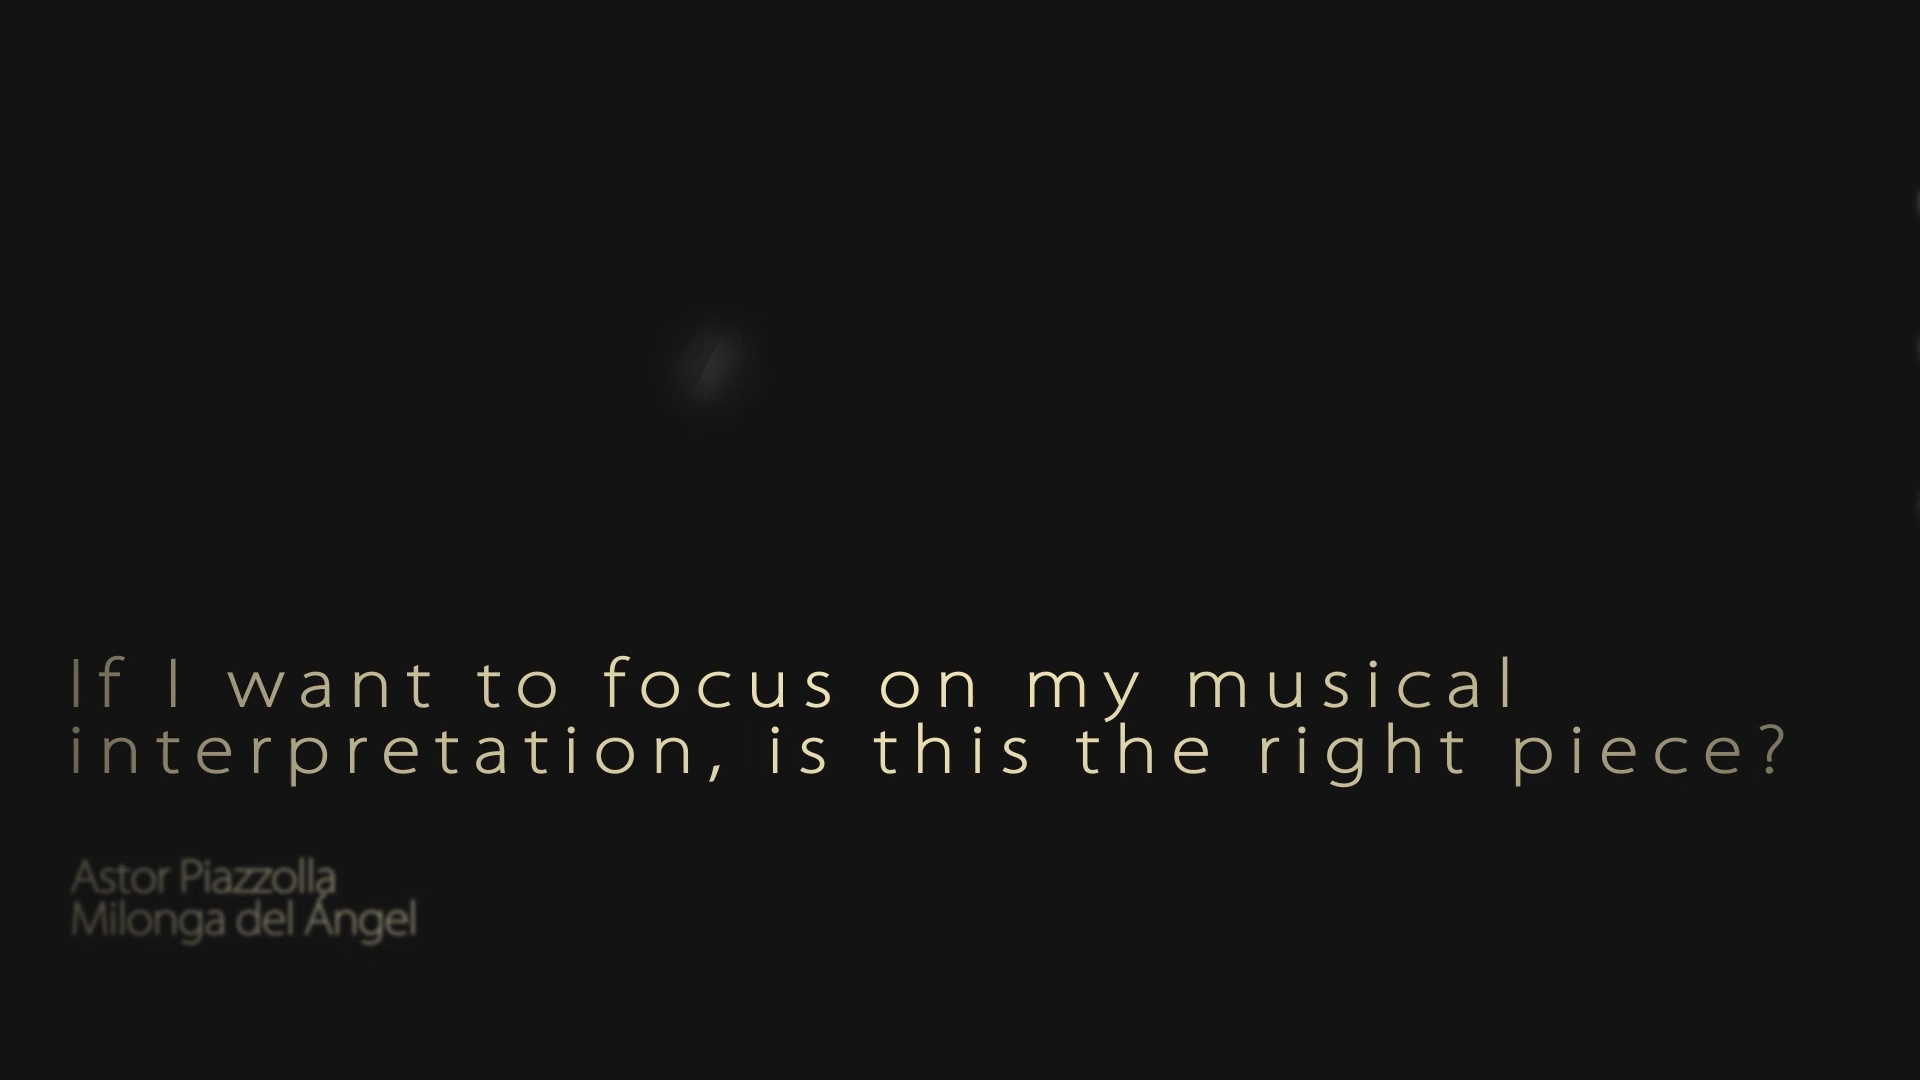 If I want to focus on my musical
interpretation, is this the right piece?
Astor Piazzolla
Milonga del Ángel